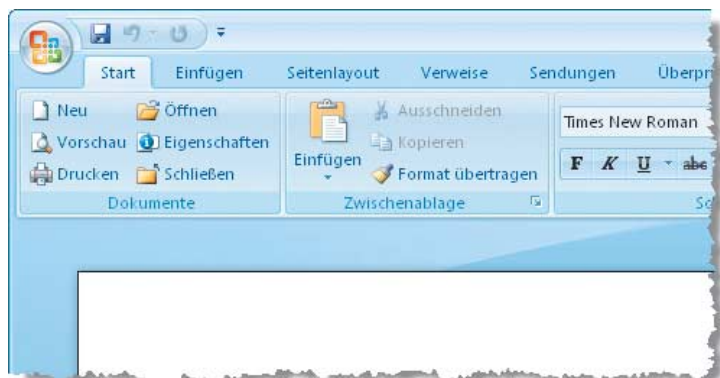 Start Einfügen Seitenlayout Verweise Sendungen
Neu Öffnen
Vorschau Eigenschaften
Drucken Schließen
Dokumente
Einfügen
Ausschneiden
Kopieren
Format übertragen
Zwischenablage
Times New Roman
F K U abc